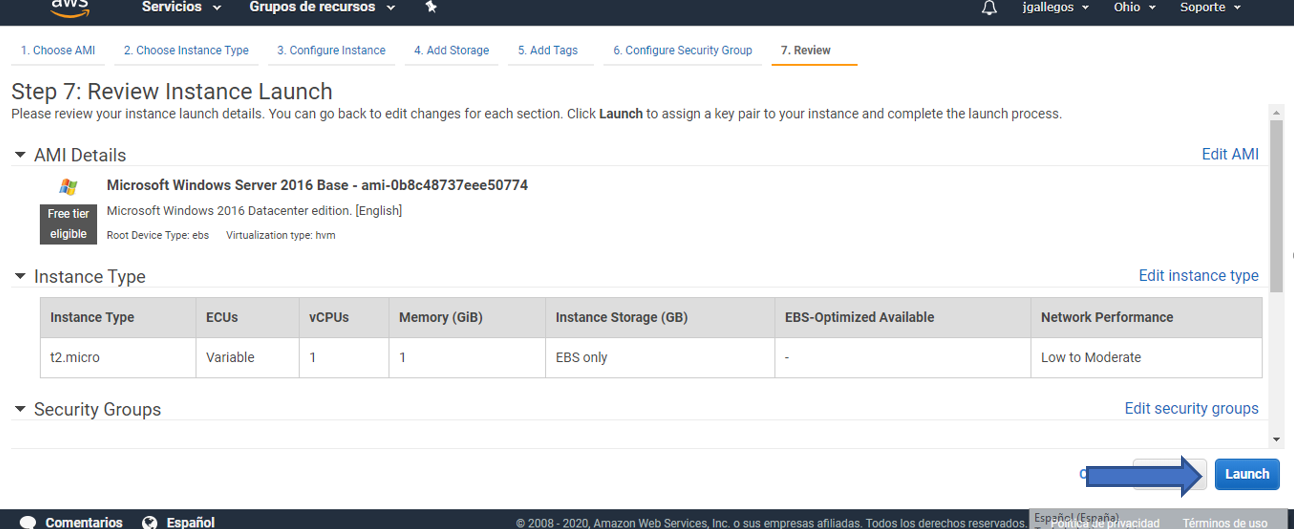 aws
Servicios
Grupos de recursos
jgallegos
Ohio
Soporte
1. Choose AMI
2. Choose Instance Type
3. Configure Instance
4. Add Storage
5. Add Tags
6. Configure Security Group
7. Review
Step 7: Review Instance Launch
Please review your instance launch details. You can go back to edit changes for each section. Click Launch to assign a key pair to your instance and complete the launch process.
AMI Details
Edit AMI
Microsoft Windows Server 2016 Base - ami-0b8c48737eee50774
Free tier
eligible
Microsoft Windows 2016 Datacenter edition. [English]
Root Device Type: ebs Virtualization type: hvm
Instance Type
Edit instance type
Instance Type ECUs vCPUs Memory (GiB) Instance Storage (GB) EBS-Optimized Available Network Performance
t2.micro Variable 1 1 EBS only - Low to Moderate
Security Groups
Edit security groups
Launch
Comentarios
Español
© 2008 - 2020, Amazon Web Services, Inc. o sus empresas afiliadas. Todos los derechos reservados.
Español (España)
Política de privacidad
Términos de uso